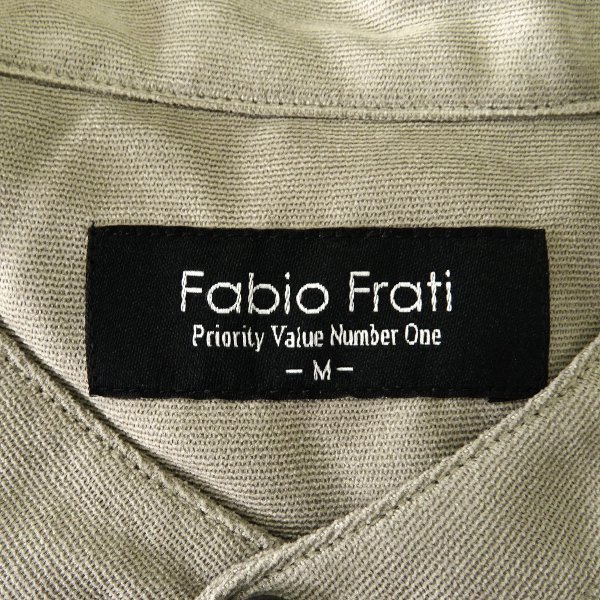 Fabio Frati
Priority Value Number One
- M -